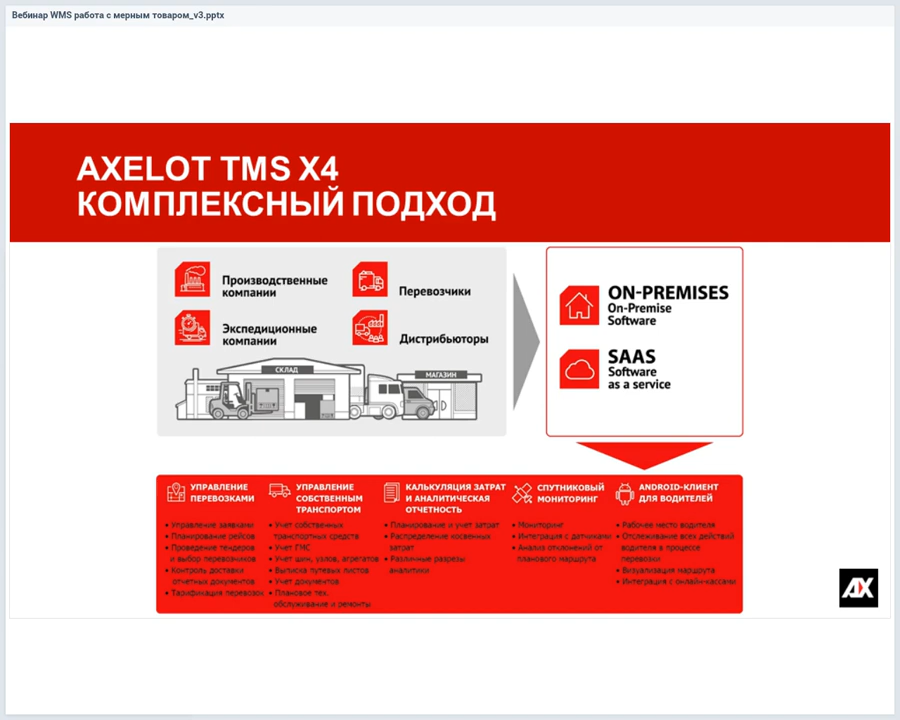 Вебинар WMS работа с мерным товаром_v3.pptx
AXELOT TMS X4
КОМПЛЕКСНЫЙ ПОДХОД
Производственные
компании
Перевозчики
Экспедиционные
компании
Дистрибьюторы
СКЛАД
МАГАЗИН
ON-PREMISES
On-Premise
Software
SAAS
Software
as a service
УПРАВЛЕНИЕ
ПЕРЕВОЗКАМИ
• Управление заявками
• Планирование рейсов
• Проведение тендеров
и выбор перевозчиков
• Контроль доставки
отчетных документов
• Тарификация перевозок
УПРАВЛЕНИЕ
СОБСТВЕННЫМ
ТРАНСПОРТОМ
• Учет собственных
транспортных средств
• Учет ГМС
• Учет шин, узлов, агрегатов
• Выписка путевых листов
• Учет документов
• Плановое тех.
обслуживание и ремонты
КАЛЬКУЛЯЦИЯ ЗАТРАТ
И АНАЛИТИЧЕСКАЯ
ОТЧЕТНОСТЬ
• Планирование и учет затрат
• Распределение косвенных
затрат
• Различные разрезы
аналитики
СПУТНИКОВЫЙ
МОНИТОРИНГ
• Мониторинг
• Интеграция с датчиками
• Анализ отклонений от
планового маршрута
ANDROID-КЛИЕНТ
ДЛЯ ВОДИТЕЛЕЙ
• Рабочее место водителя
• Отслеживание всех действий
водителя в процессе
перевозки
• Визуализация маршрута
• Интеграция с онлайн-кассами
AX